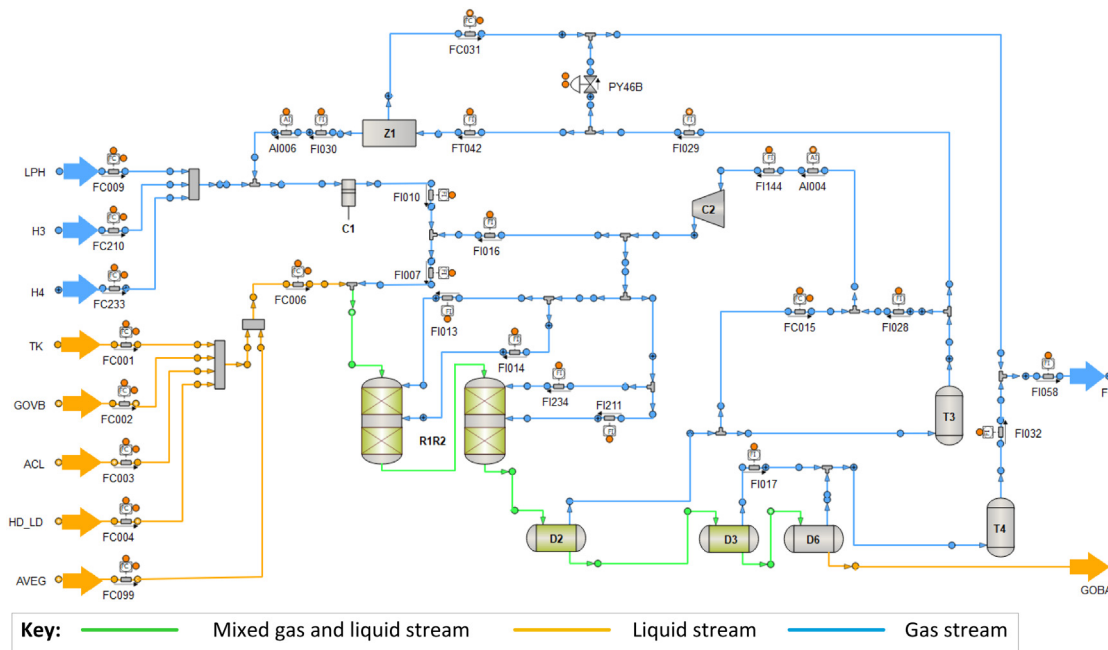 FC031
PY46B
Z1
AI006
FI030
FT042
FI029
LPH
FC009
FI144
AI004
C2
FI010
C1
H3
FC210
FI016
FI007
H4
FC233
FC006
FI013
FC015
FI028
TK
FC001
FI014
GOVB
FC002
FI234
FI211
FI058
F
R1R2
T3
FI032
ACL
FC003
FI017
HD_LD
FC004
D2
D3
D6
T4
AVEG
FC099
GOBA
Key: Mixed gas and liquid stream Liquid stream Gas stream